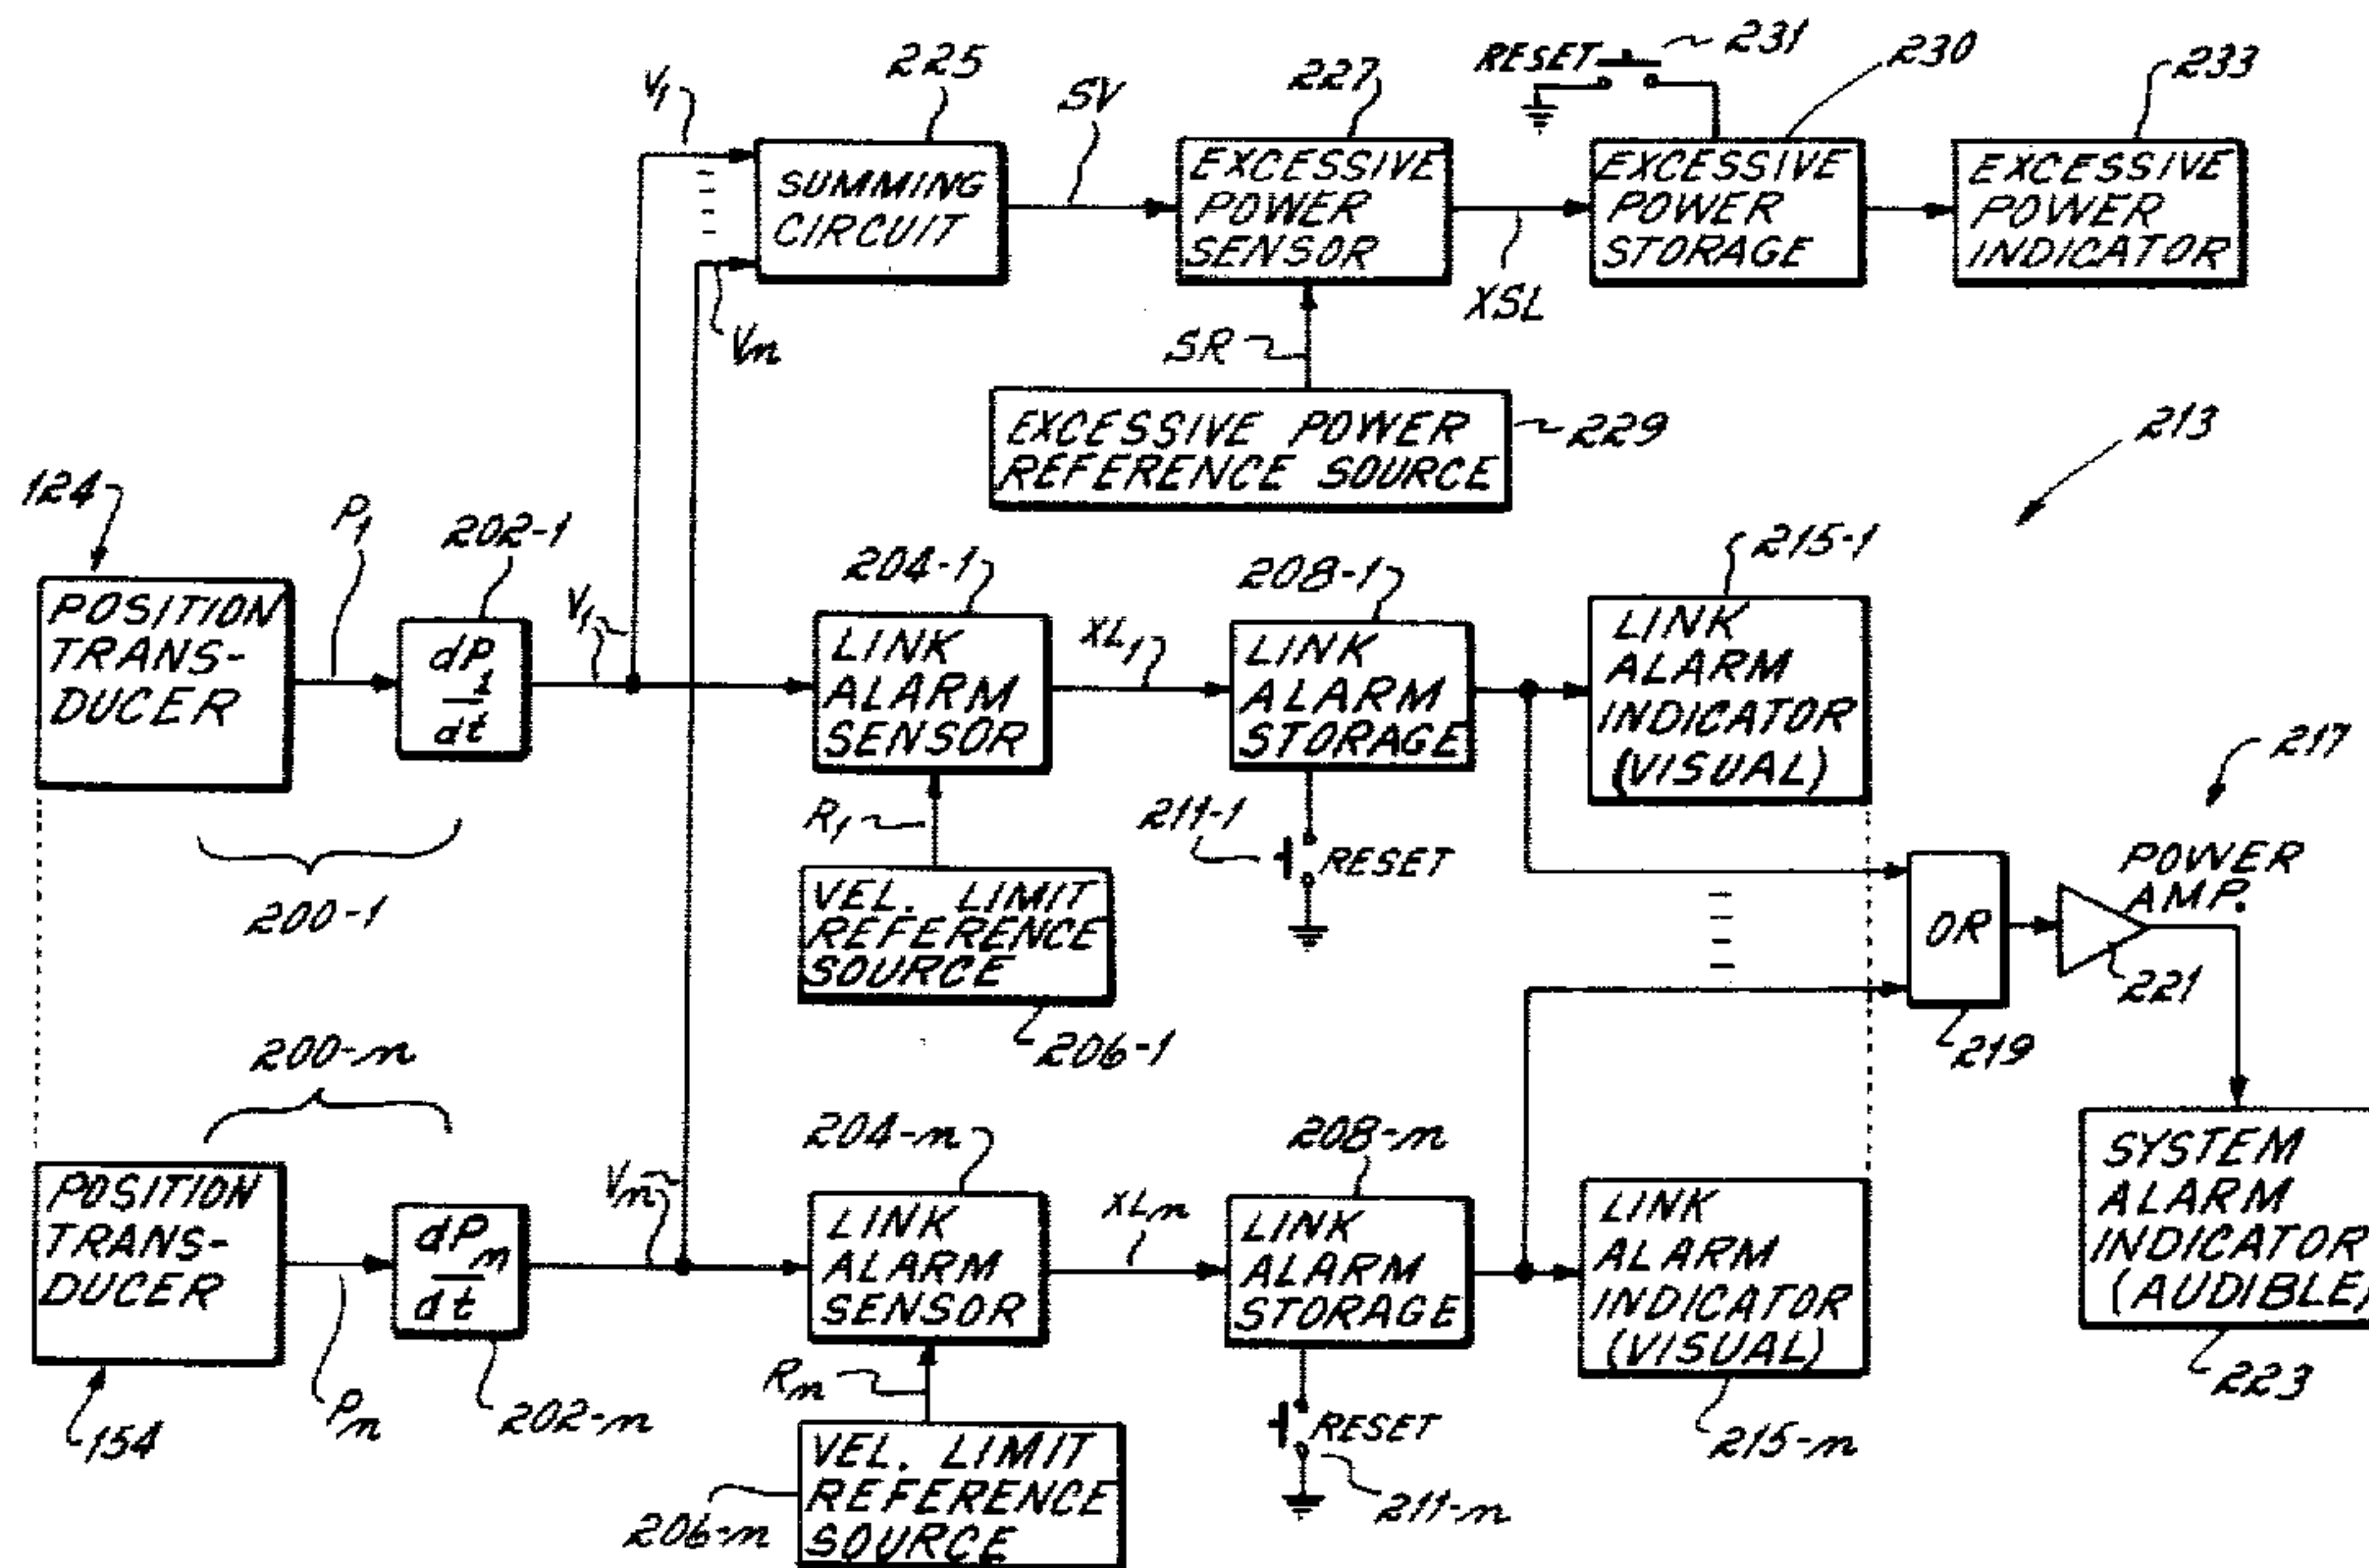 225
RESET
231
230
233
227
V1
SV
SUMMING
CIRCUIT
EXCESSIVE
POWER
SENSOR
EXCESSIVE
POWER
STORAGE
EXCESSIVE
POWER
INDICATOR
Vn
XSL
SR
EXCESSIVE POWER
REFERENCE SOURCE
229
213
124
P1
202-1
204-1
208-1
215-1
POSITION
TRANS-
DUCER
dP1
dt
V1
LINK
ALARM
SENSOR
XL1
LINK
ALARM
STORAGE
LINK
ALARM
INDICATOR
(VISUAL)
217
R1
211-1
RESET
POWER
AMP.
200-1
VEL. LIMIT
REFERENCE
SOURCE
OR
221
206-1
219
200-n
204-n
208-n
POSITION
TRANS-
DUCER
dPn
dt
Vn
LINK
ALARM
SENSOR
XLn
LINK
ALARM
STORAGE
LINK
ALARM
INDICATOR
(VISUAL)
SYSTEM
ALARM
INDICATOR
(AUDIBLE)
154
Pn
202-n
Rn
RESET
215-n
223
VEL. LIMIT
REFERENCE
SOURCE
206-n
211-n